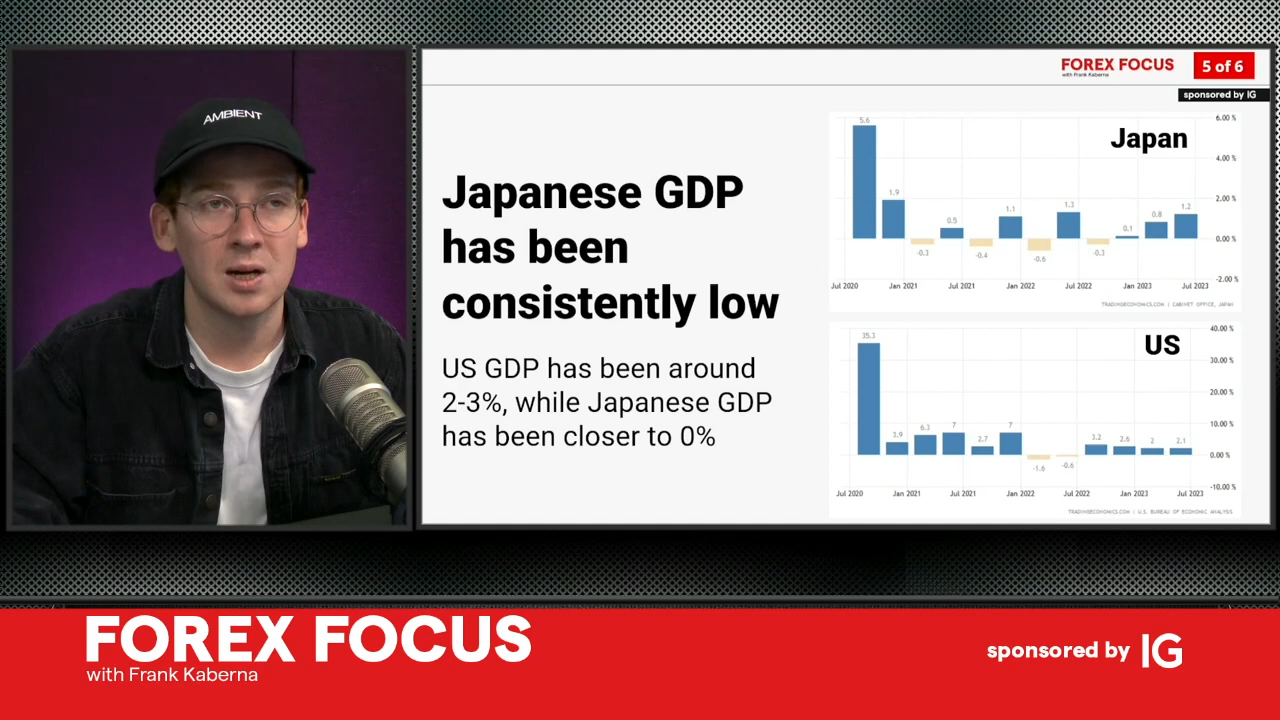 AMBIENT
FOREX FOCUS
with Frank Kaberna
5 of 6
sponsored by IG
Japanese GDP
has been
consistently low
US GDP has been around
2-3%, while Japanese GDP
has been closer to 0%
Japan
5.6
1.9
-0.3
0.5
-0.4
1.1
-0.6
1.3
-0.3
0.1
0.8
1.2
6.00 %
4.00 %
2.00 %
0.00 %
-2.00 %
Jul 2020
Jan 2021
Jul 2021
Jan 2022
Jul 2022
Jan 2023
Jul 2023
TRADINGECONOMICS.COM | CABINET OFFICE, JAPAN
US
35.3
3.9
6.3
7
2.7
7
-1.6
-0.6
3.2
2.6
2
2.1
40.00 %
30.00 %
20.00 %
10.00 %
0.00 %
-10.00 %
Jul 2020
Jan 2021
Jul 2021
Jan 2022
Jul 2022
Jan 2023
Jul 2023
TRADINGECONOMICS.COM | U.S. BUREAU OF ECONOMIC ANALYSIS
FOREX FOCUS
with Frank Kaberna
sponsored by IG